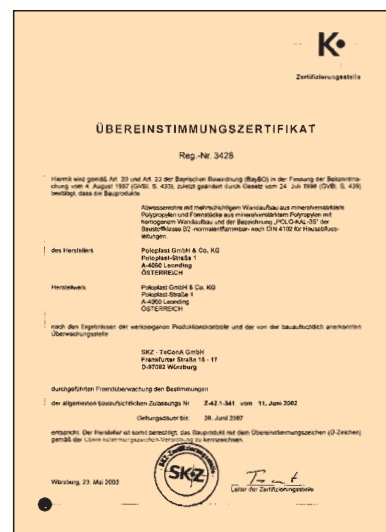 K
Zertifizierungsstelle
ÜBEREINSTIMMUNGSZERTIFIKAT
Reg.-Nr. 3428
Hiermit wird gemäß Art. 20 und Art. 23 der Bayrischen Bauordnung (BayBO) in der Fassung der Bekanntma-
chung vom 4. August 1997 (GVBl. S. 433), zuletzt geändert durch Gesetz vom 24. Juli 1998 (GVBl. S. 439)
bestätigt, dass die Bauprodukte
Abwasserrohre mit mehrschichtigem Wandaufbau aus mineralverstärktem
Polypropylen und Formstücke aus mineralverstärktem Polypropylen mit
homogenem Wandaufbau und der Bezeichnung „POLO-KAL-3S" der
Baustoffklasse B2 -normalentflammbar- nach DIN 4102 für Hausabfluss-
leitungen.
des Herstellers
Poloplast GmbH & Co. KG
Poloplast-Straße 1
A-4060 Leonding
ÖSTERREICH
Herstellwerk
Poloplast GmbH & Co. KG
Poloplast-Straße 1
A-4060 Leonding
ÖSTERREICH
nach den Ergebnissen der werkseigenen Produktionskontrolle und der von der bauaufsichtlich anerkannten
Überwachungsstelle
SKZ - TeConA GmbH
Frankfurter Straße 15 - 17
D-97082 Würzburg
durchgeführten Fremdüberwachung den Bestimmungen
der allgemeinen bauaufsichtlichen Zulassungs Nr. Z-42.1-341 vom 11. Juni 2002
Geltungsdauer bis: 30. Juni 2007
entspricht. Der Hersteller ist somit berechtigt, das Bauprodukt mit dem Übereinstimmungszeichen (Ü-Zeichen)
gemäß der Übereinstimmungszeichen-Verordnung zu kennzeichnen.
SKZ-Zertifizierungsstelle
SKZ
Würzburg, 23. Mai 2003
Leiter der Zertifizierungsstelle